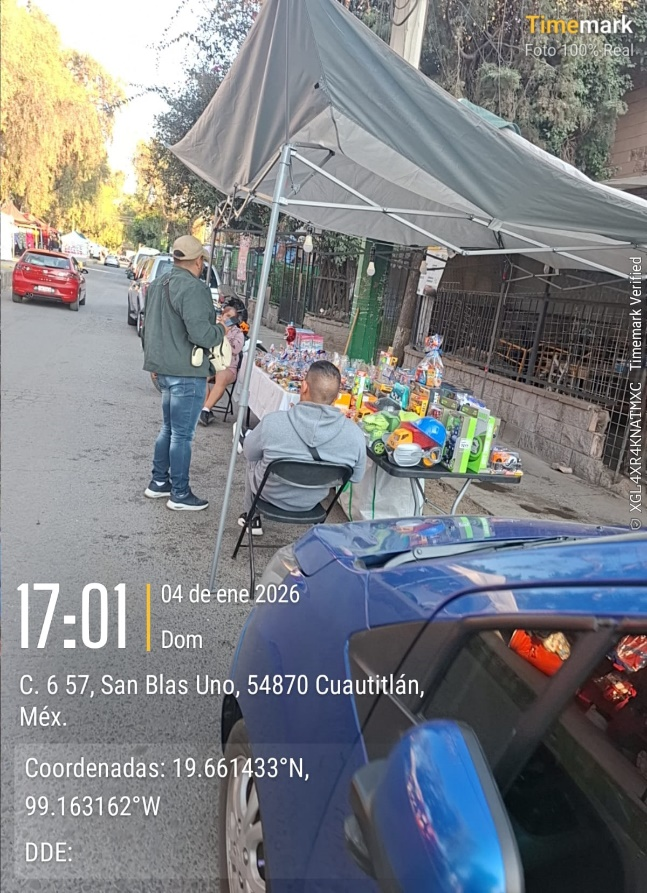 Timemark
Foto 100% Real
17:01
04 de ene 2026
Dom
C. 6 57, San Blas Uno, 54870 Cuautitlán,
Méx.
Coordenadas: 19.661433°N,
99.163162°W
DDE:
© XGL4XR4KNATMXC Timemark Verified